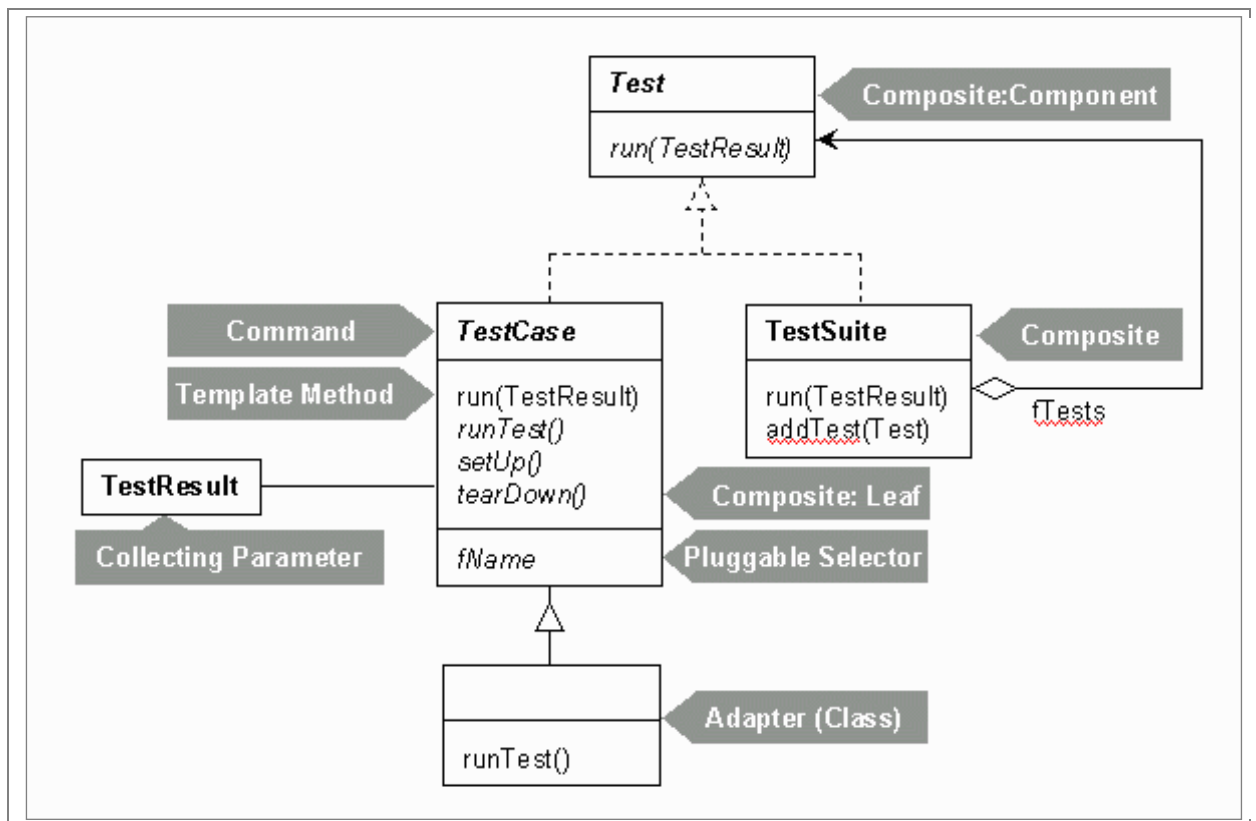 Test
Composite:Component
run(TestResult)
Command
TestCase
TestSuite
Composite
Template Method
run(TestResult)
runTest()
setUp()
tearDown()
run(TestResult)
addTest(Test)
fTests
TestResult
Composite: Leaf
Collecting Parameter
fName
Pluggable Selector
Adapter (Class)
runTest()